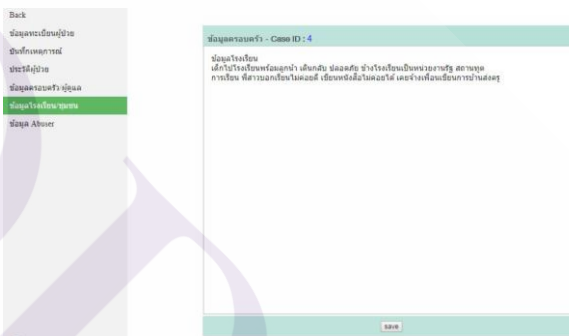 Back
ข้อมูลทะเบียนผู้ป่วย
บันทึกเหตุการณ์
ประวัติผู้ป่วย
ข้อมูลครอบครัว/ผู้ดูแล
ข้อมูลโรงเรียน/ชุมชน
ข้อมูล Abuser
ข้อมูลครอบครัว - Case ID : 4
ข้อมูลโรงเรียน
เด็กไปโรงเรียนพร้อมลูกน้า เดินกลับ ปลอดภัย ข้างโรงเรียนเป็นหน่วยงานรัฐ สถานทูต
การเรียน พี่สาวบอกเรียนไม่ค่อยดี เขียนหนังสือไม่ค่อยได้ เคยจ้างเพื่อนเขียนการบ้านส่งครู
save